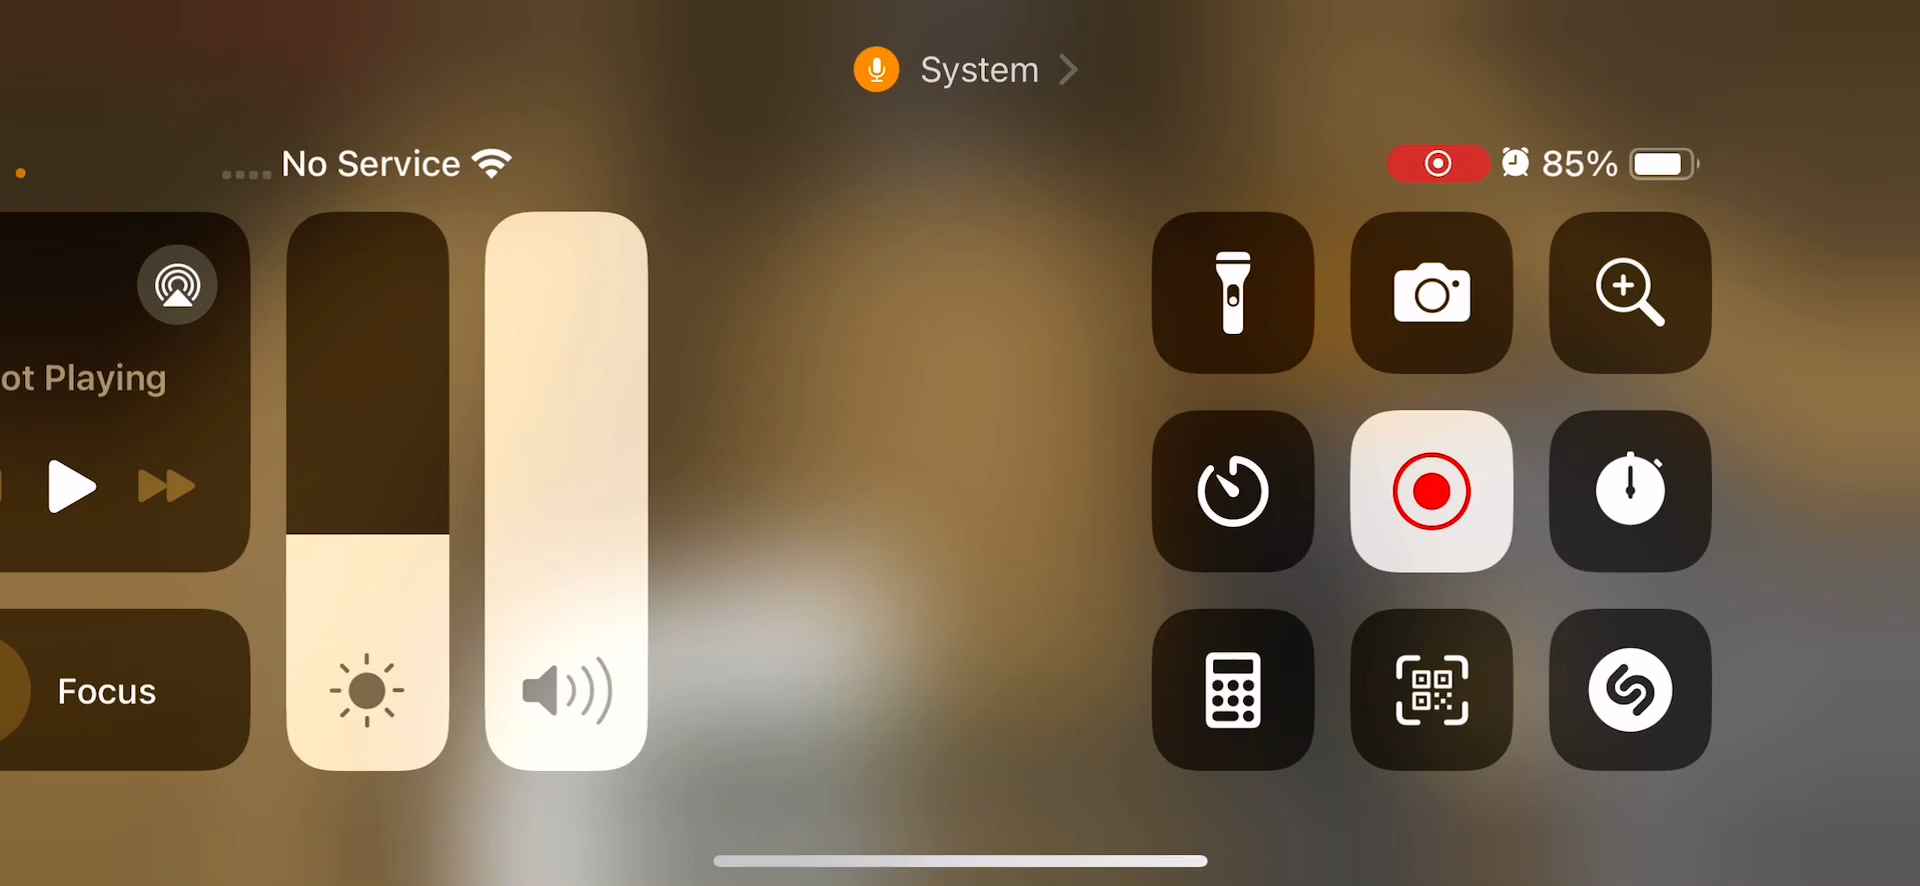 System
No Service
85%
ot Playing
Focus